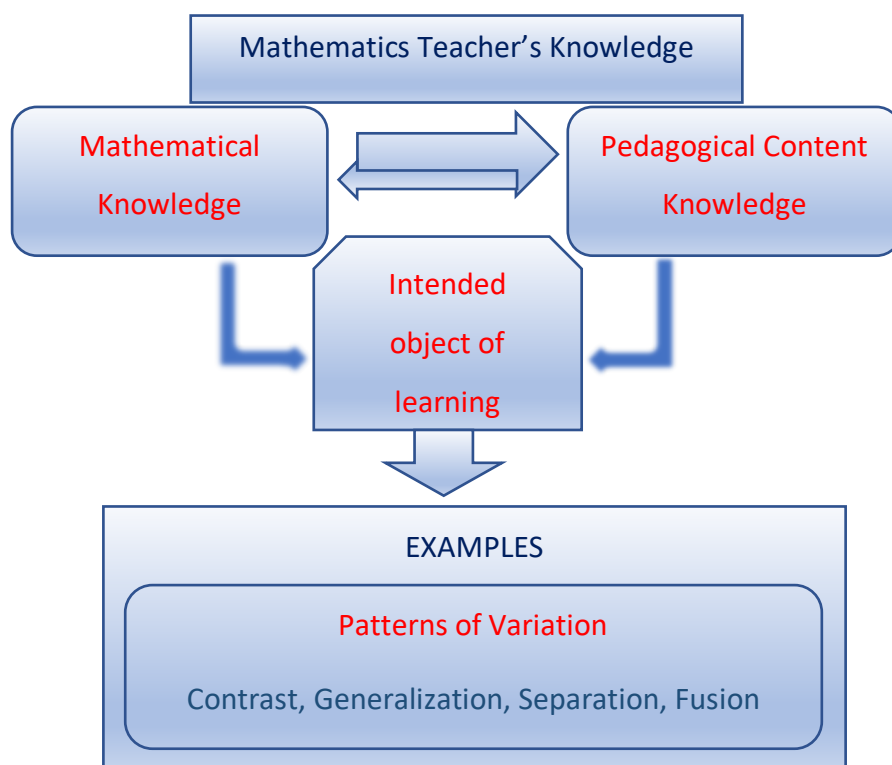 Mathematics Teacher’s Knowledge
Mathematical
Knowledge
Pedagogical Content
Knowledge
Intended
object of
learning
EXAMPLES
Patterns of Variation
Contrast, Generalization, Separation, Fusion